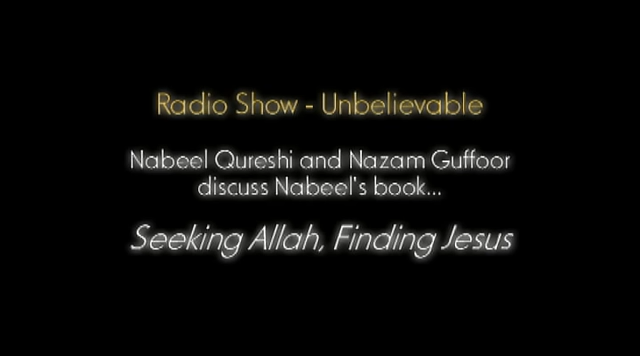 Radio Show - Unbelievable
Nabeel Qureshi and Nazam Guffoor
discuss Nabeel's book...
Seeking Allah, Finding Jesus